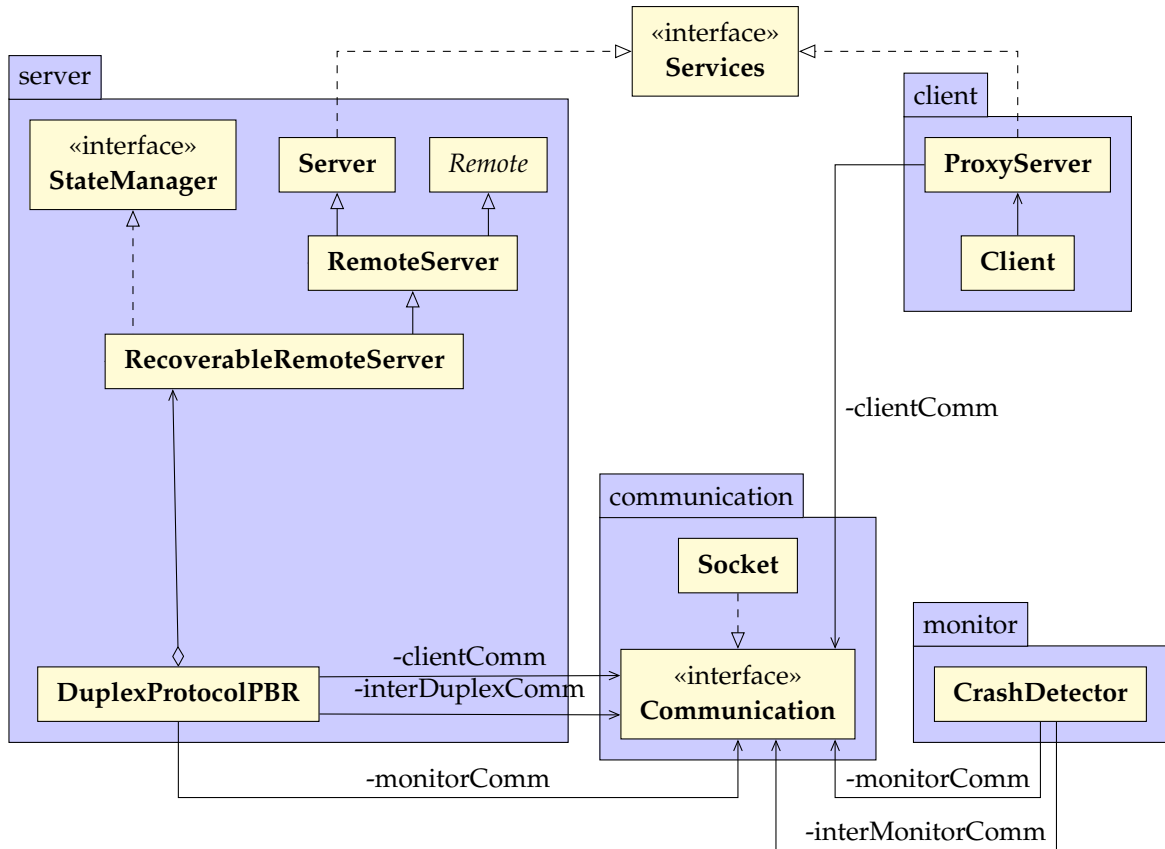 «interface»
Services
server
client
«interface»
StateManager
Server
Remote
ProxyServer
RemoteServer
Client
RecoverableRemoteServer
-clientComm
communication
Socket
monitor
-clientComm
«interface»
DuplexProtocolPBR
-interDuplexComm
Communication
CrashDetector
-monitorComm
-monitorComm
-interMonitorComm